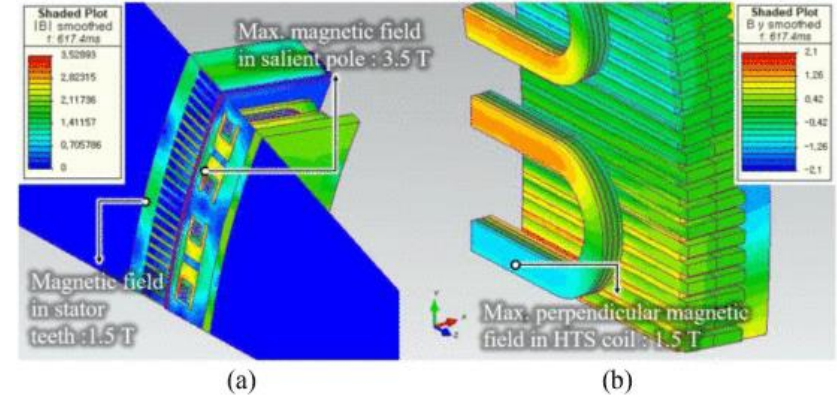 Shaded Plot
|B| smoothed
t: 617.4ms
3,52893
2,82315
2,11736
1,41157
0,705786
0
Max. magnetic field
in salient pole : 3.5 T
Magnetic field
in stator
teeth :1.5 T
(a)
Shaded Plot
B y smoothed
t: 617.4ms
2,1
1,26
0,42
-0,42
-1,26
-2,1
Y
X
Z
Max. perpendicular magnetic
field in HTS coil : 1.5 T
(b)